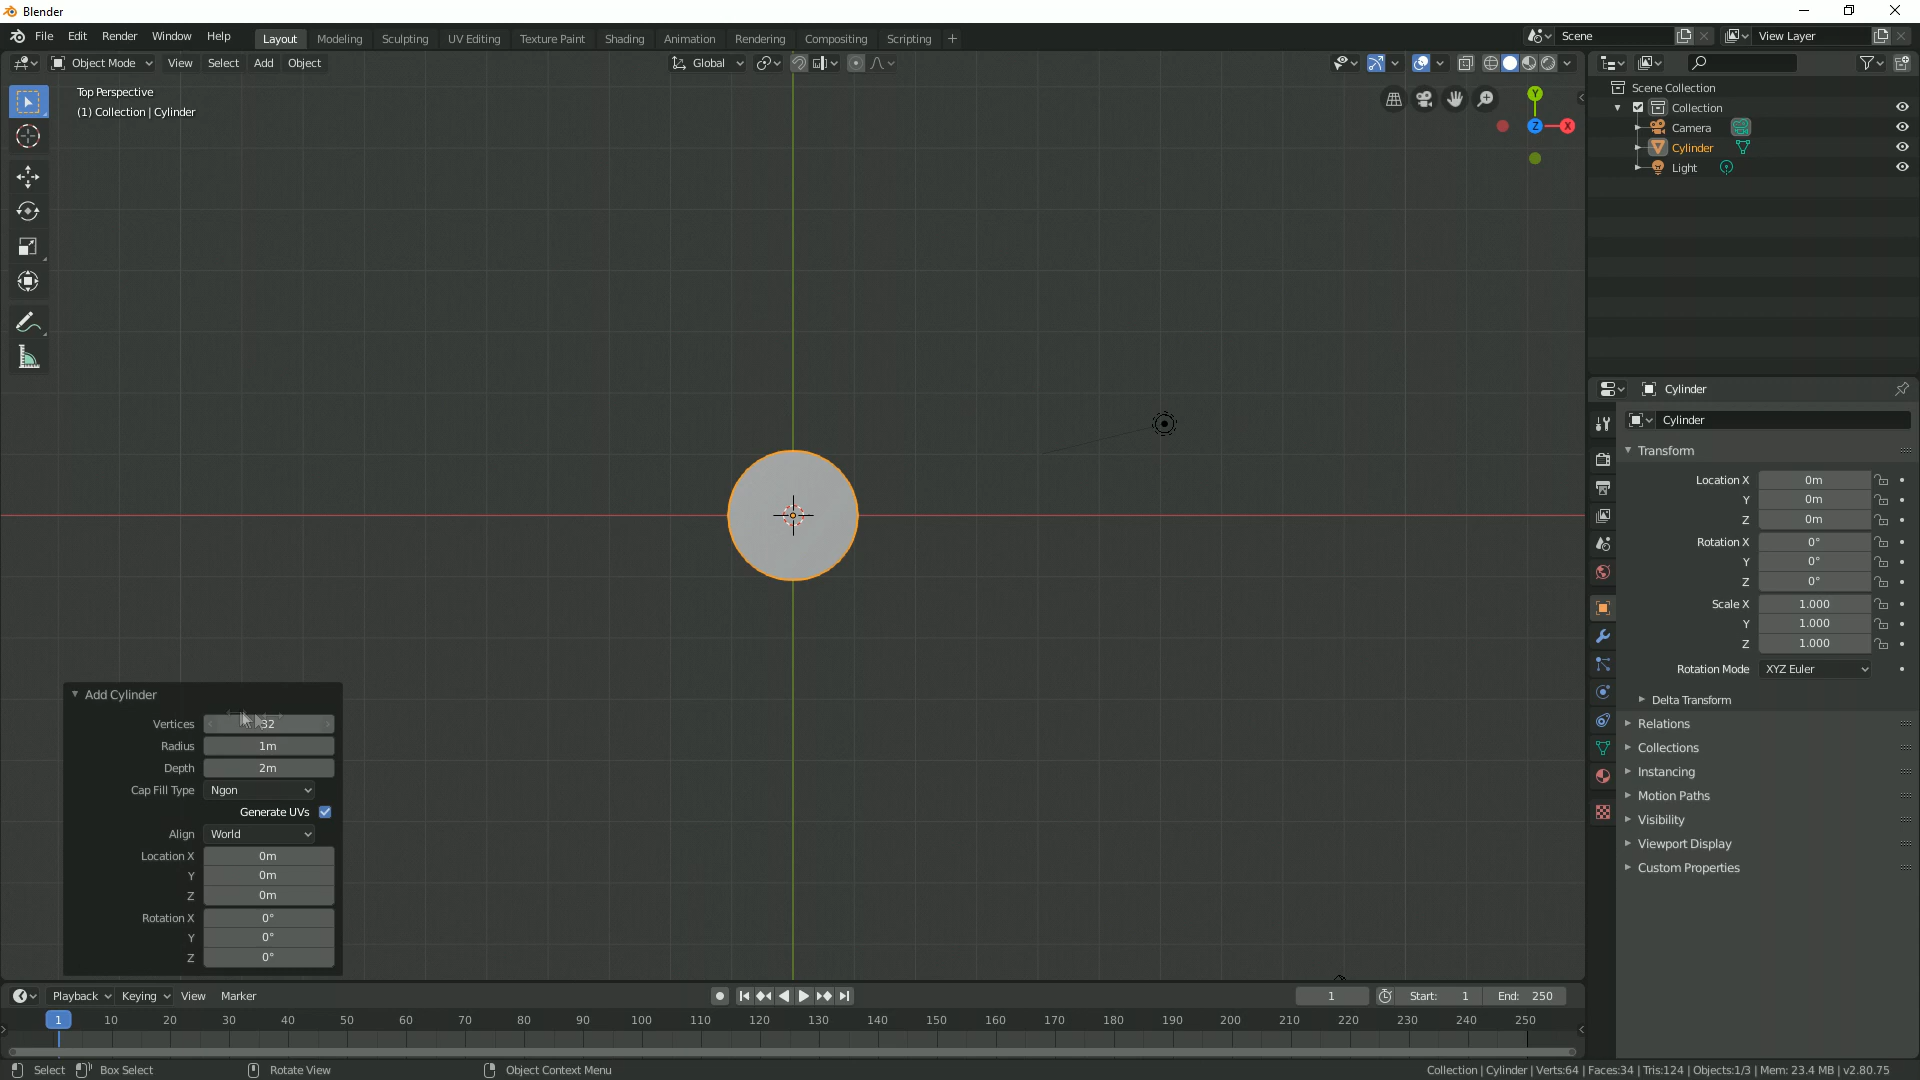 Blender
File Edit Render Window Help Layout Modeling Sculpting UV Editing Texture Paint Shading Animation Rendering Compositing Scripting + Scene View Layer
Object Mode View Select Add Object Global
Top Perspective
(1) Collection | Cylinder
Y
Z X
Scene Collection
Collection
Camera
Cylinder
Light
Cylinder
Cylinder
Transform
Location X 0m
Y 0m
Z 0m
Rotation X 0°
Y 0°
Z 0°
Scale X 1.000
Y 1.000
Z 1.000
Rotation Mode XYZ Euler
Delta Transform
Relations
Collections
Instancing
Motion Paths
Visibility
Viewport Display
Custom Properties
Add Cylinder
Vertices 32
Radius 1m
Depth 2m
Cap Fill Type Ngon
Generate UVs
Align World
Location X 0m
Y 0m
Z 0m
Rotation X 0°
Y 0°
Z 0°
Playback Keying View Marker 1 Start: 1 End: 250
1 10 20 30 40 50 60 70 80 90 100 110 120 130 140 150 160 170 180 190 200 210 220 230 240 250
Select Box Select Rotate View Object Context Menu Collection | Cylinder | Verts:64 | Faces:34 | Tris:124 | Objects:1/3 | Mem: 23.4 MB | v2.80.75